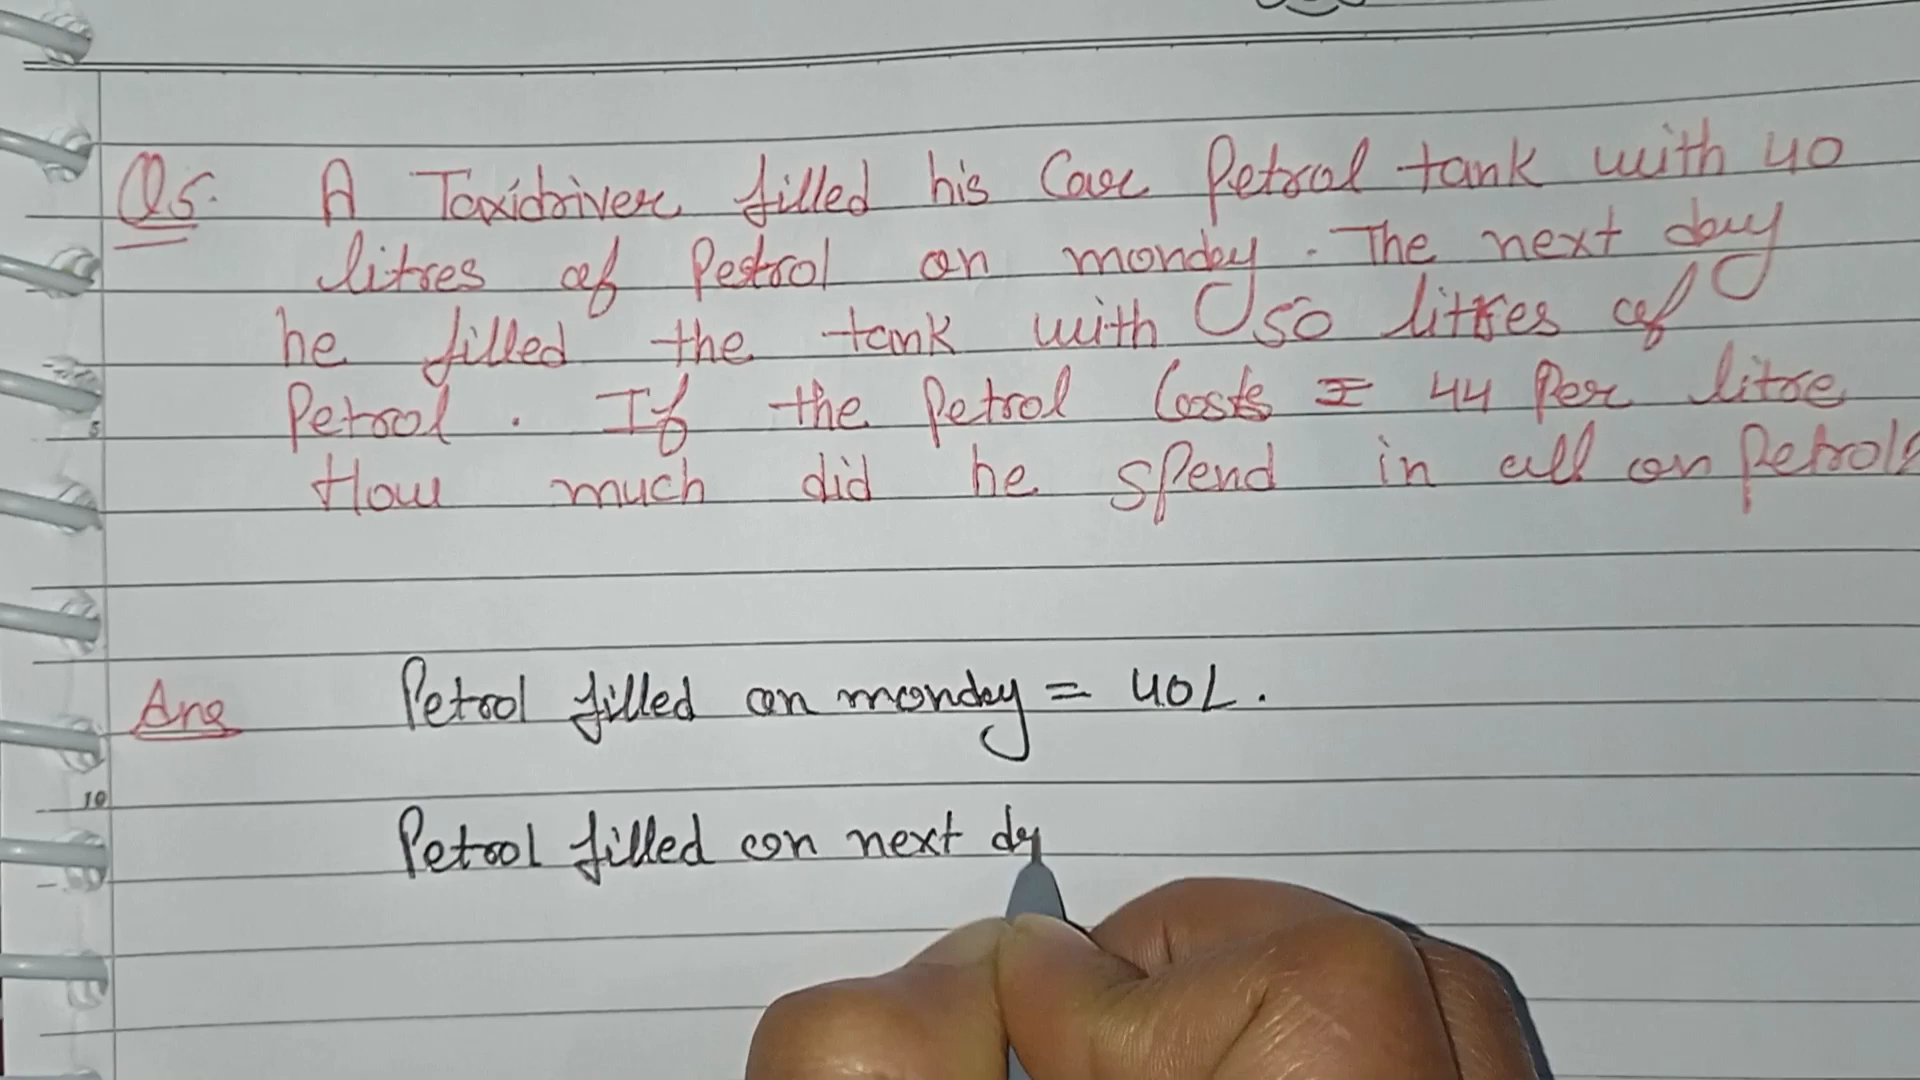 Q5. A Taxidriver filled his Car Petrol tank with 40
litres of Petrol on monday. The next day
he filled the tank with 50 litres of
Petrol. If the Petrol Costs ₹ 44 Per litre
How much did he spend in all on Petrol?
Ans Petrol filled on monday = 40L.
10
Petrol filled on next dy